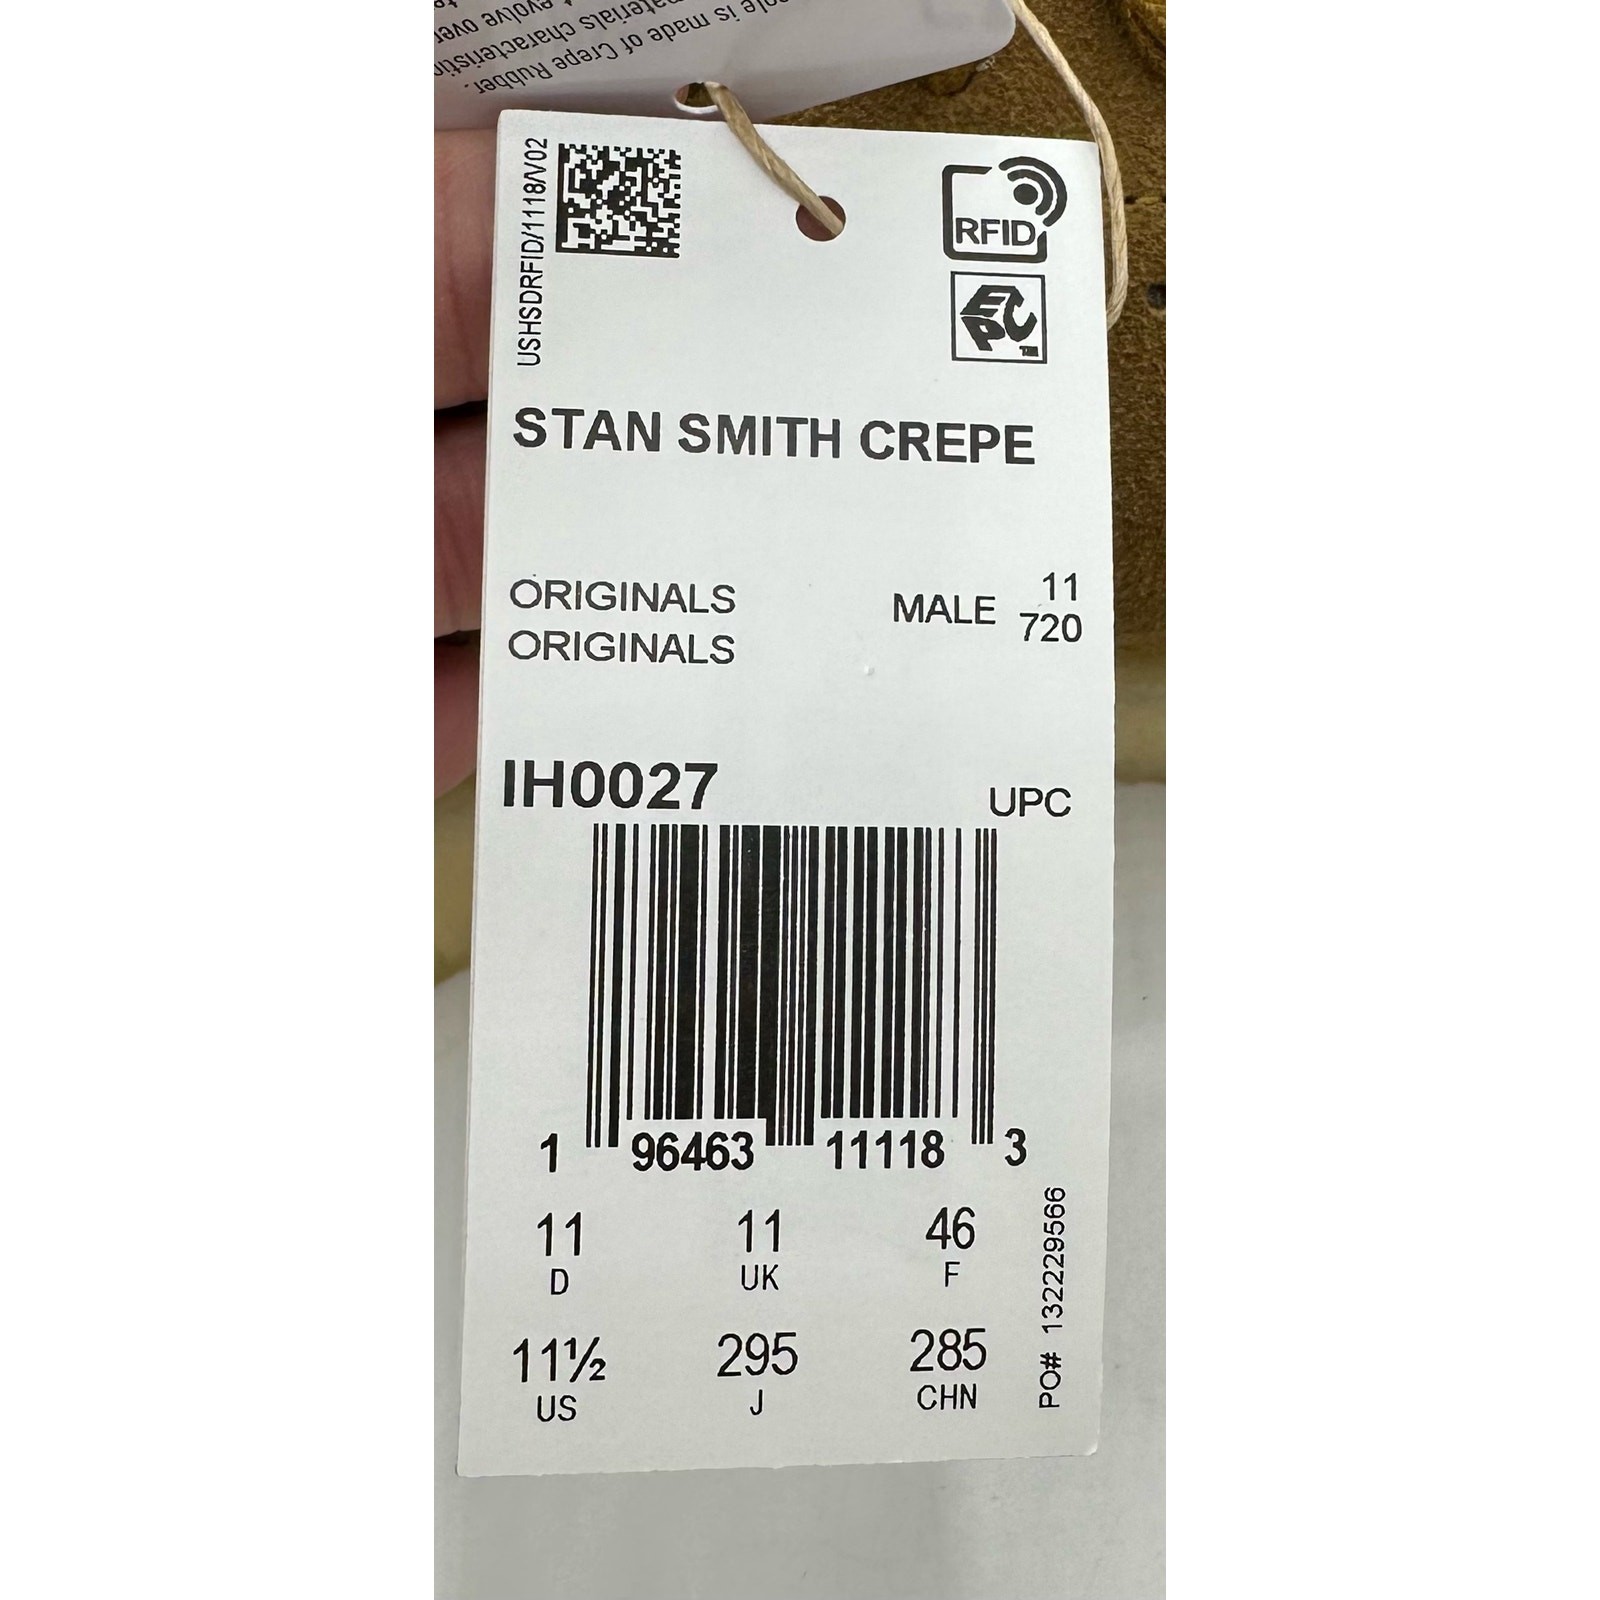 sole is made of Crepe Rubber.
materials characteristic
evolve over
USHSDRFID/1118/V02
RFID
EPC™
STAN SMITH CREPE
ORIGINALS
ORIGINALS
MALE
11
720
IH0027
UPC
1 96463 11118 3
11 11 46
D UK F
11½ 295 285
US J CHN
PO# 132229566